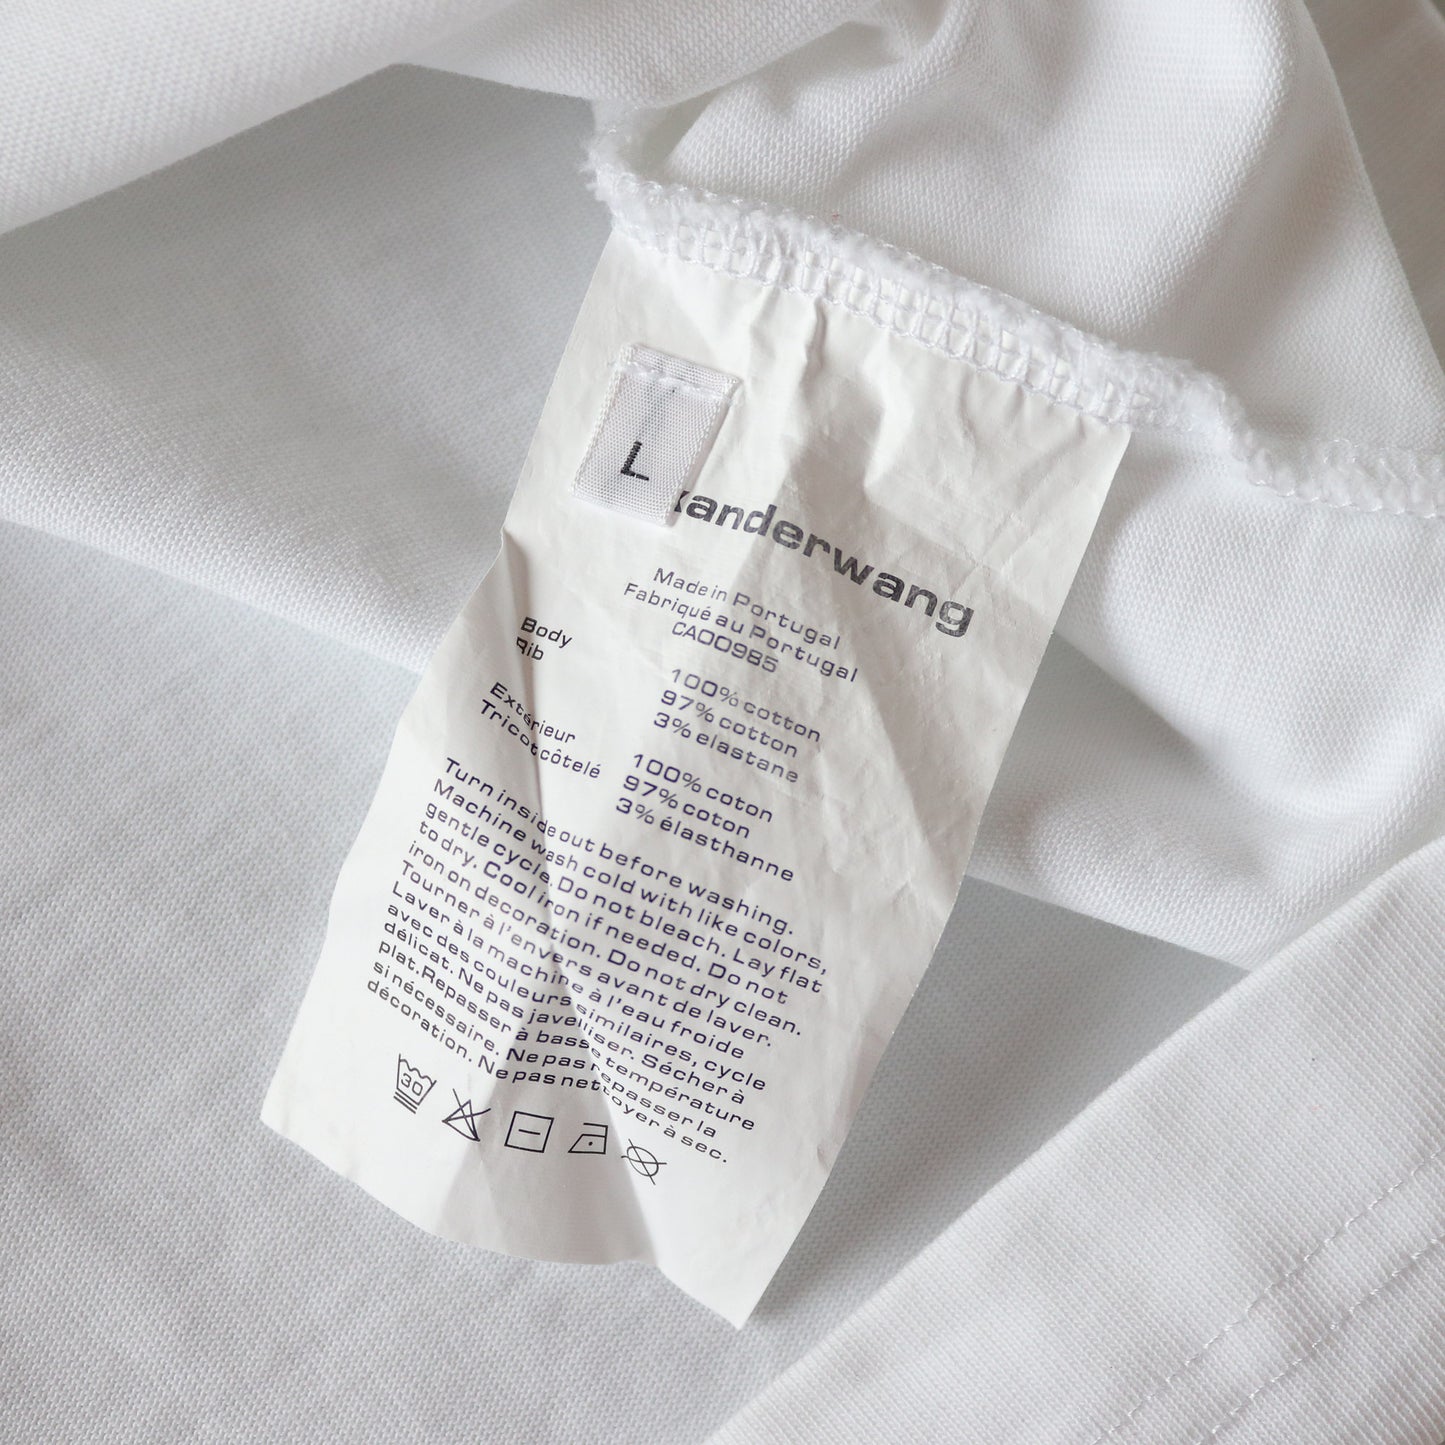 L
xanderwang
Made in Portugal
Fabriqué au Portugal
CA00985
Body 100% cotton
Rib 97% cotton
3% elastane
Extérieur 100% coton
Tricot côtelé 97% coton
3% élasthanne
Turn inside out before washing.
Machine wash cold with like colors,
gentle cycle. Do not bleach. Lay flat
to dry. Cool iron if needed. Do not
iron on decoration. Do not dry clean.
Tourner à l'envers avant de laver.
Laver à la machine à l'eau froide
avec des couleurs similaires, cycle
délicat. Ne pas javelliser. Sécher à
plat. Repasser à basse température
si nécessaire. Ne pas repasser la
décoration. Ne pas nettoyer à sec.
30